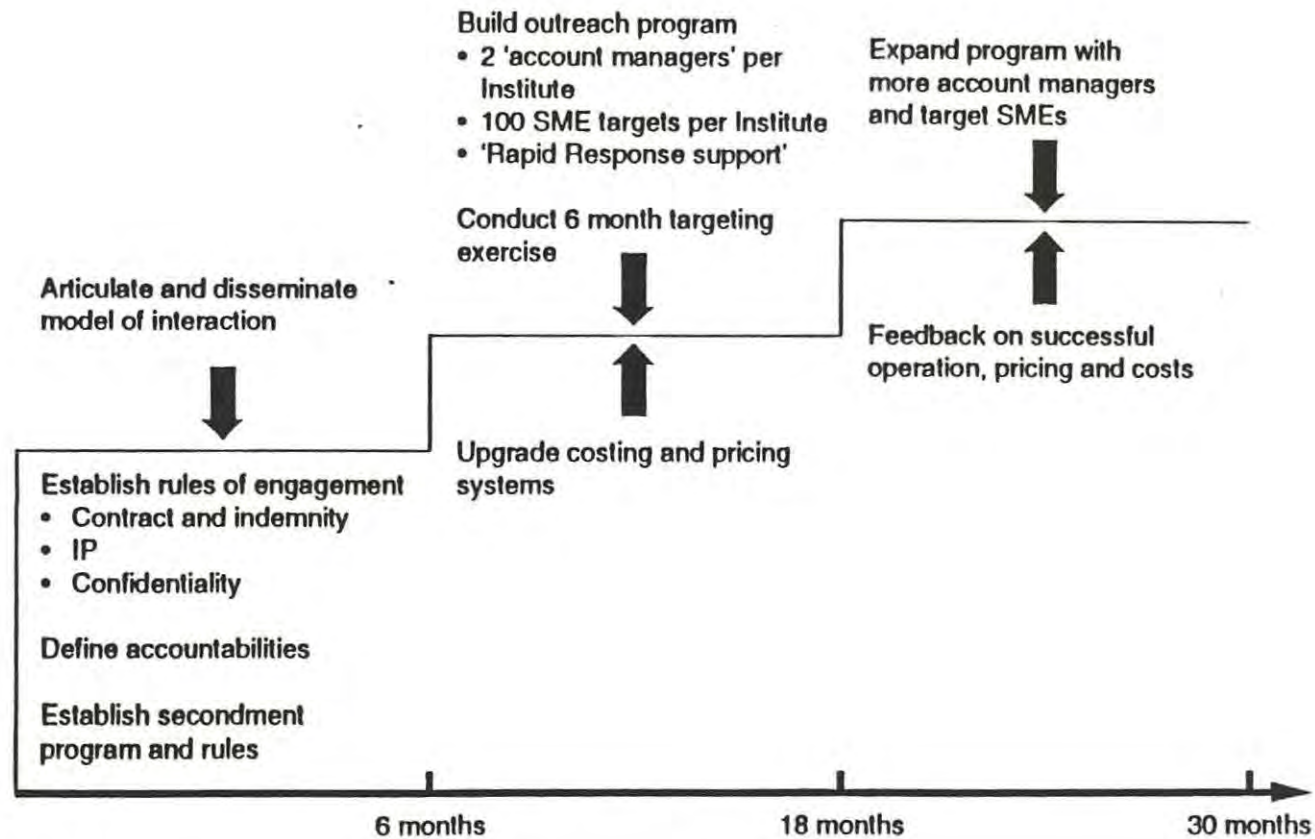 Build outreach program
• 2 'account managers' per
Institute
• 100 SME targets per Institute
• 'Rapid Response support'
Conduct 6 month targeting
exercise
Expand program with
more account managers
and target SMEs
Articulate and disseminate
model of interaction
Feedback on successful
operation, pricing and costs
Upgrade costing and pricing
systems
Establish rules of engagement
• Contract and indemnity
• IP
• Confidentiality
Define accountabilities
Establish secondment
program and rules
6 months
18 months
30 months